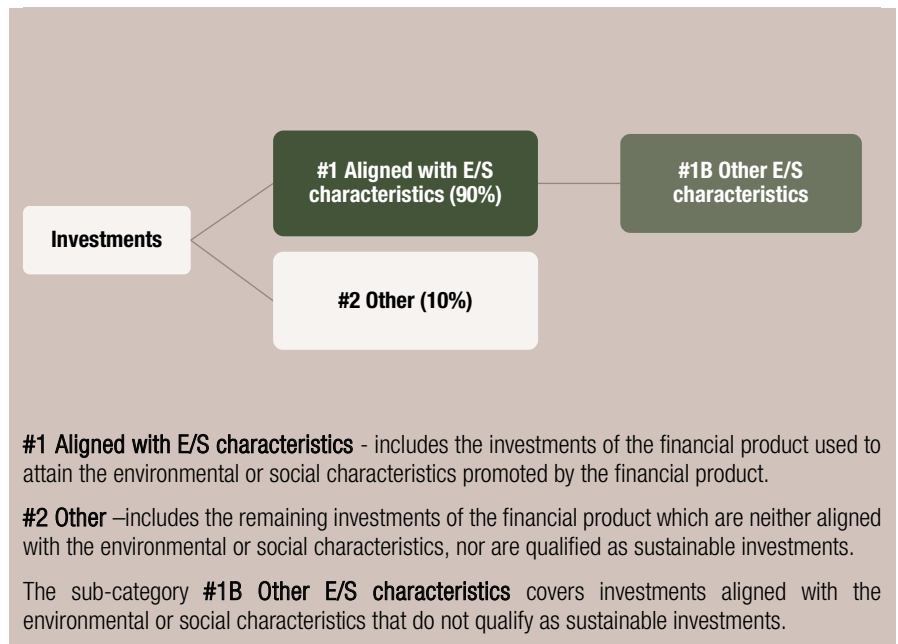 #1 Aligned with E/S
characteristics (90%)
#1B Other E/S
characteristics
Investments
#2 Other (10%)
#1 Aligned with E/S characteristics - includes the investments of the financial product used to
attain the environmental or social characteristics promoted by the financial product.
#2 Other –includes the remaining investments of the financial product which are neither aligned
with the environmental or social characteristics, nor are qualified as sustainable investments.
The sub-category #1B Other E/S characteristics covers investments aligned with the
environmental or social characteristics that do not qualify as sustainable investments.